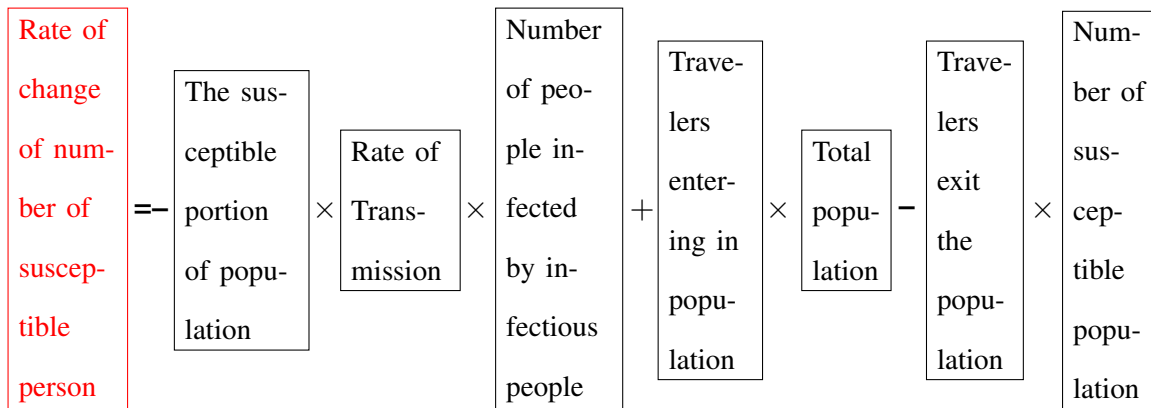 Rate of
change
of num-
ber of
suscep-
tible
person
=−
The sus-
ceptible
portion
of popu-
lation
×
Rate of
Trans-
mission
×
Number
of peo-
ple in-
fected
by in-
fectious
people
+
Trave-
lers
enter-
ing in
popu-
lation
×
Total
popu-
lation
−
Trave-
lers
exit
the
popu-
lation
×
Num-
ber of
sus-
cep-
tible
popu-
lation